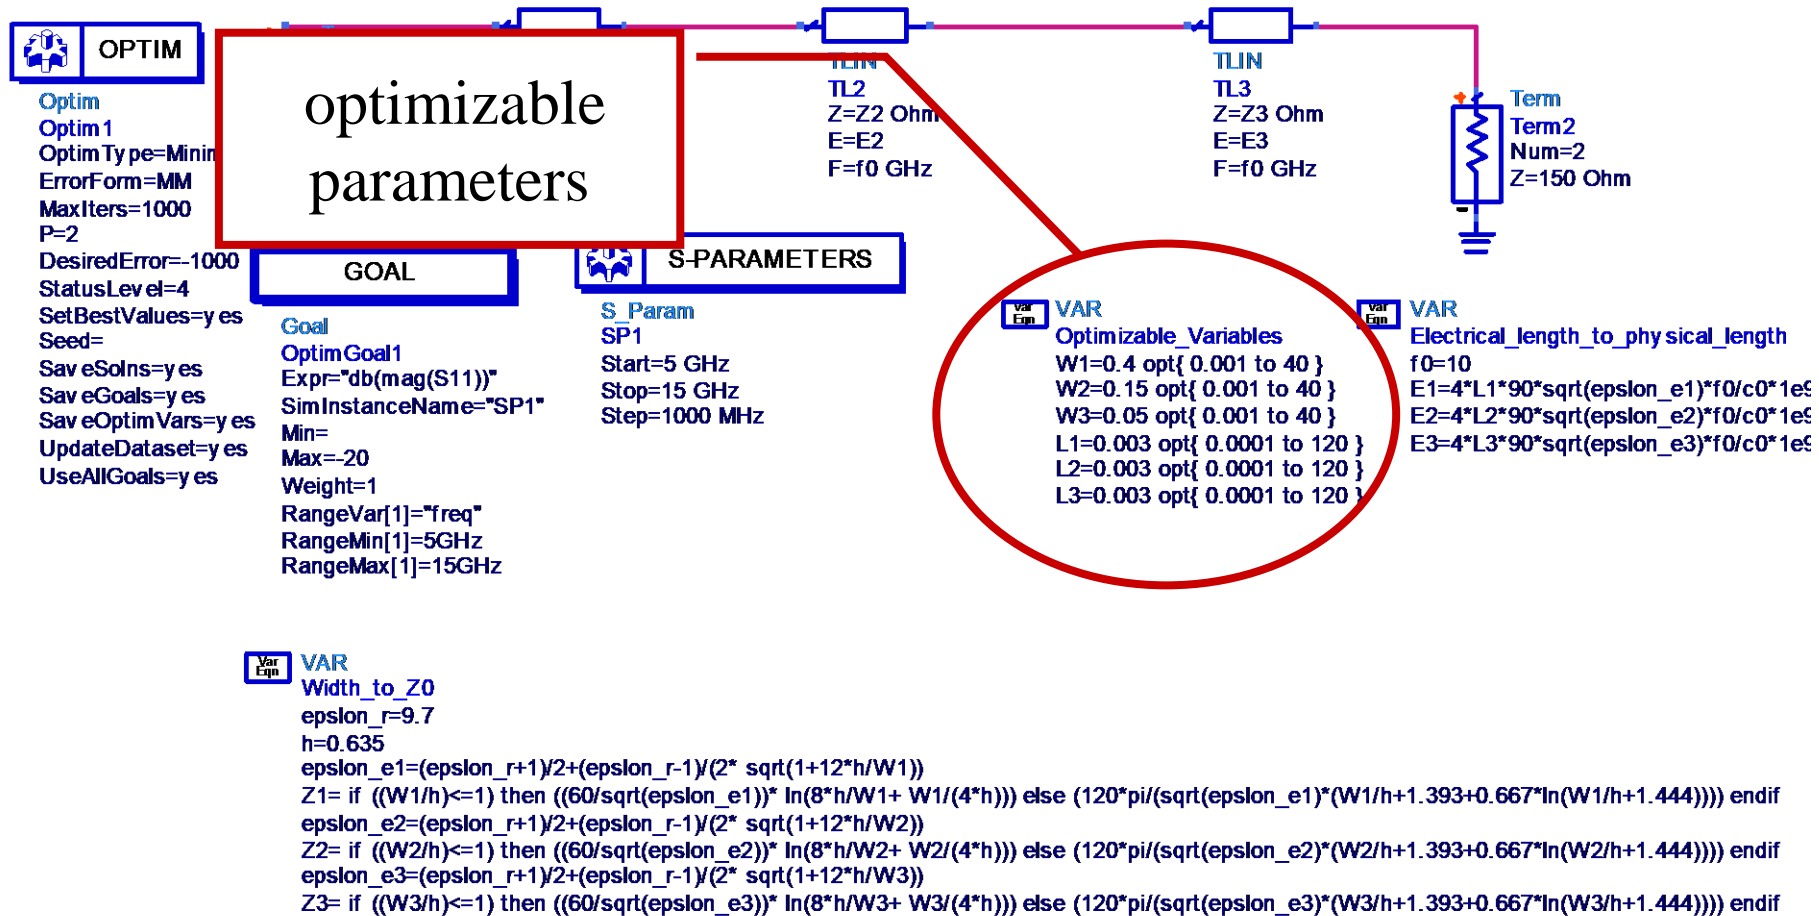 OPTIM
optimizable
parameters
Optim
Optim1
OptimType=Minim
ErrorForm=MM
MaxIters=1000
P=2
DesiredError=-1000
StatusLevel=4
SetBestValues=yes
Seed=
SaveSolns=yes
SaveGoals=yes
SaveOptimVars=yes
UpdateDataset=yes
UseAllGoals=yes
TLIN
TL2
Z=Z2 Ohm
E=E2
F=f0 GHz
TLIN
TL3
Z=Z3 Ohm
E=E3
F=f0 GHz
Term
Term2
Num=2
Z=150 Ohm
GOAL
Goal
OptimGoal1
Expr="db(mag(S11))"
SimInstanceName="SP1"
Min=
Max=-20
Weight=1
RangeVar[1]="freq"
RangeMin[1]=5GHz
RangeMax[1]=15GHz
S-PARAMETERS
S_Param
SP1
Start=5 GHz
Stop=15 GHz
Step=1000 MHz
Var
Eqn
VAR
Optimizable_Variables
W1=0.4 opt{ 0.001 to 40 }
W2=0.15 opt{ 0.001 to 40 }
W3=0.05 opt{ 0.001 to 40 }
L1=0.003 opt{ 0.0001 to 120 }
L2=0.003 opt{ 0.0001 to 120 }
L3=0.003 opt{ 0.0001 to 120 }
Var
Eqn
VAR
Electrical_length_to_physical_length
f0=10
E1=4*L1*90*sqrt(epslon_e1)*f0/c0*1e9
E2=4*L2*90*sqrt(epslon_e2)*f0/c0*1e9
E3=4*L3*90*sqrt(epslon_e3)*f0/c0*1e9
Var
Eqn
VAR
Width_to_Z0
epslon_r=9.7
h=0.635
epslon_e1=(epslon_r+1)/2+(epslon_r-1)/(2* sqrt(1+12*h/W1))
Z1= if ((W1/h)<=1) then ((60/sqrt(epslon_e1))* ln(8*h/W1+ W1/(4*h))) else (120*pi/(sqrt(epslon_e1)*(W1/h+1.393+0.667*ln(W1/h+1.444)))) endif
epslon_e2=(epslon_r+1)/2+(epslon_r-1)/(2* sqrt(1+12*h/W2))
Z2= if ((W2/h)<=1) then ((60/sqrt(epslon_e2))* ln(8*h/W2+ W2/(4*h))) else (120*pi/(sqrt(epslon_e2)*(W2/h+1.393+0.667*ln(W2/h+1.444)))) endif
epslon_e3=(epslon_r+1)/2+(epslon_r-1)/(2* sqrt(1+12*h/W3))
Z3= if ((W3/h)<=1) then ((60/sqrt(epslon_e3))* ln(8*h/W3+ W3/(4*h))) else (120*pi/(sqrt(epslon_e3)*(W3/h+1.393+0.667*ln(W3/h+1.444)))) endif